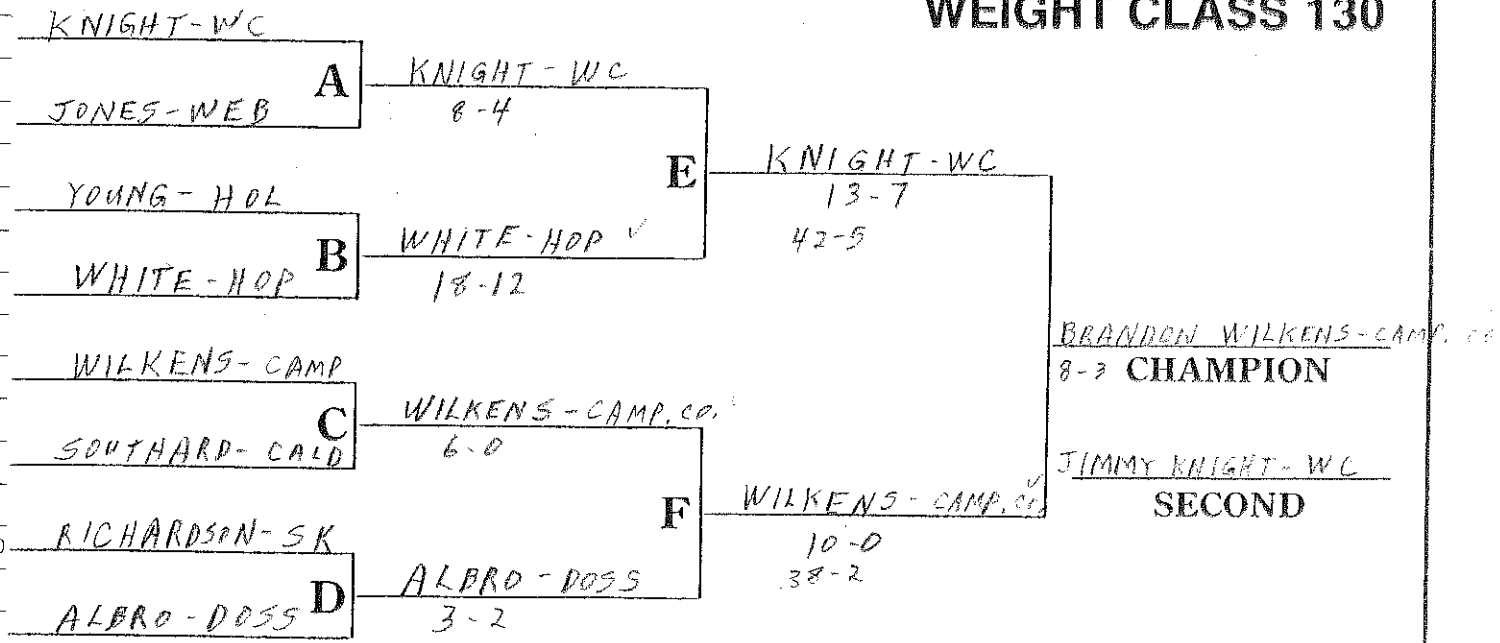 WEIGHT CLASS 130
KNIGHT-WC
A
KNIGHT-WC
8-4
JONES-WEB
E
KNIGHT-WC
13-7
42-5
YOUNG-HOL
B
WHITE-HOP ✓
18-12
WHITE-HOP
BRANDON WILKENS-CAMP. CO
8-3 CHAMPION
WILKENS-CAMP
C
WILKENS-CAMP. CO.
6-0
SOUTHARD-CALD
JIMMY KNIGHT-WC
SECOND
F
WILKENS-CAMP. CO. ✓
10-0
38-2
RICHARDSON-SK
D
ALBRO-DOSS
3-2
ALBRO-DOSS